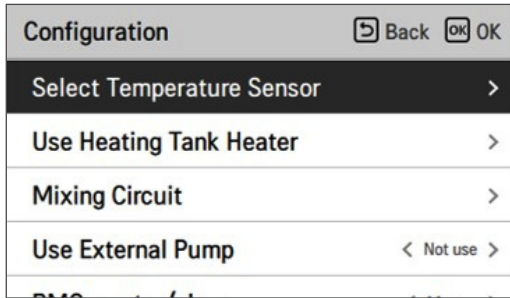 Configuration Back OK OK
Select Temperature Sensor >
Use Heating Tank Heater >
Mixing Circuit >
Use External Pump < Not use >